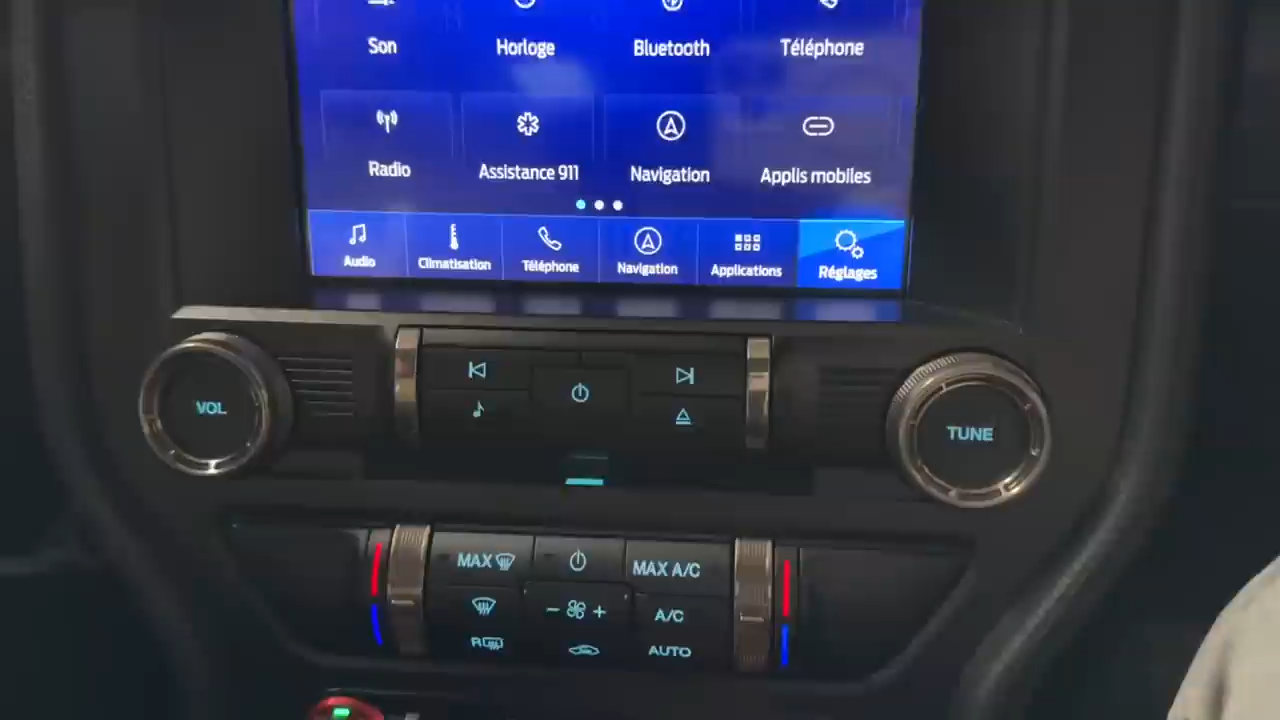 Son Horloge Bluetooth Téléphone
Radio Assistance 911 Navigation Applis mobiles
Audio Climatisation Téléphone Navigation Applications Réglages
VOL
TUNE
MAX MAX A/C
A/C
R AUTO